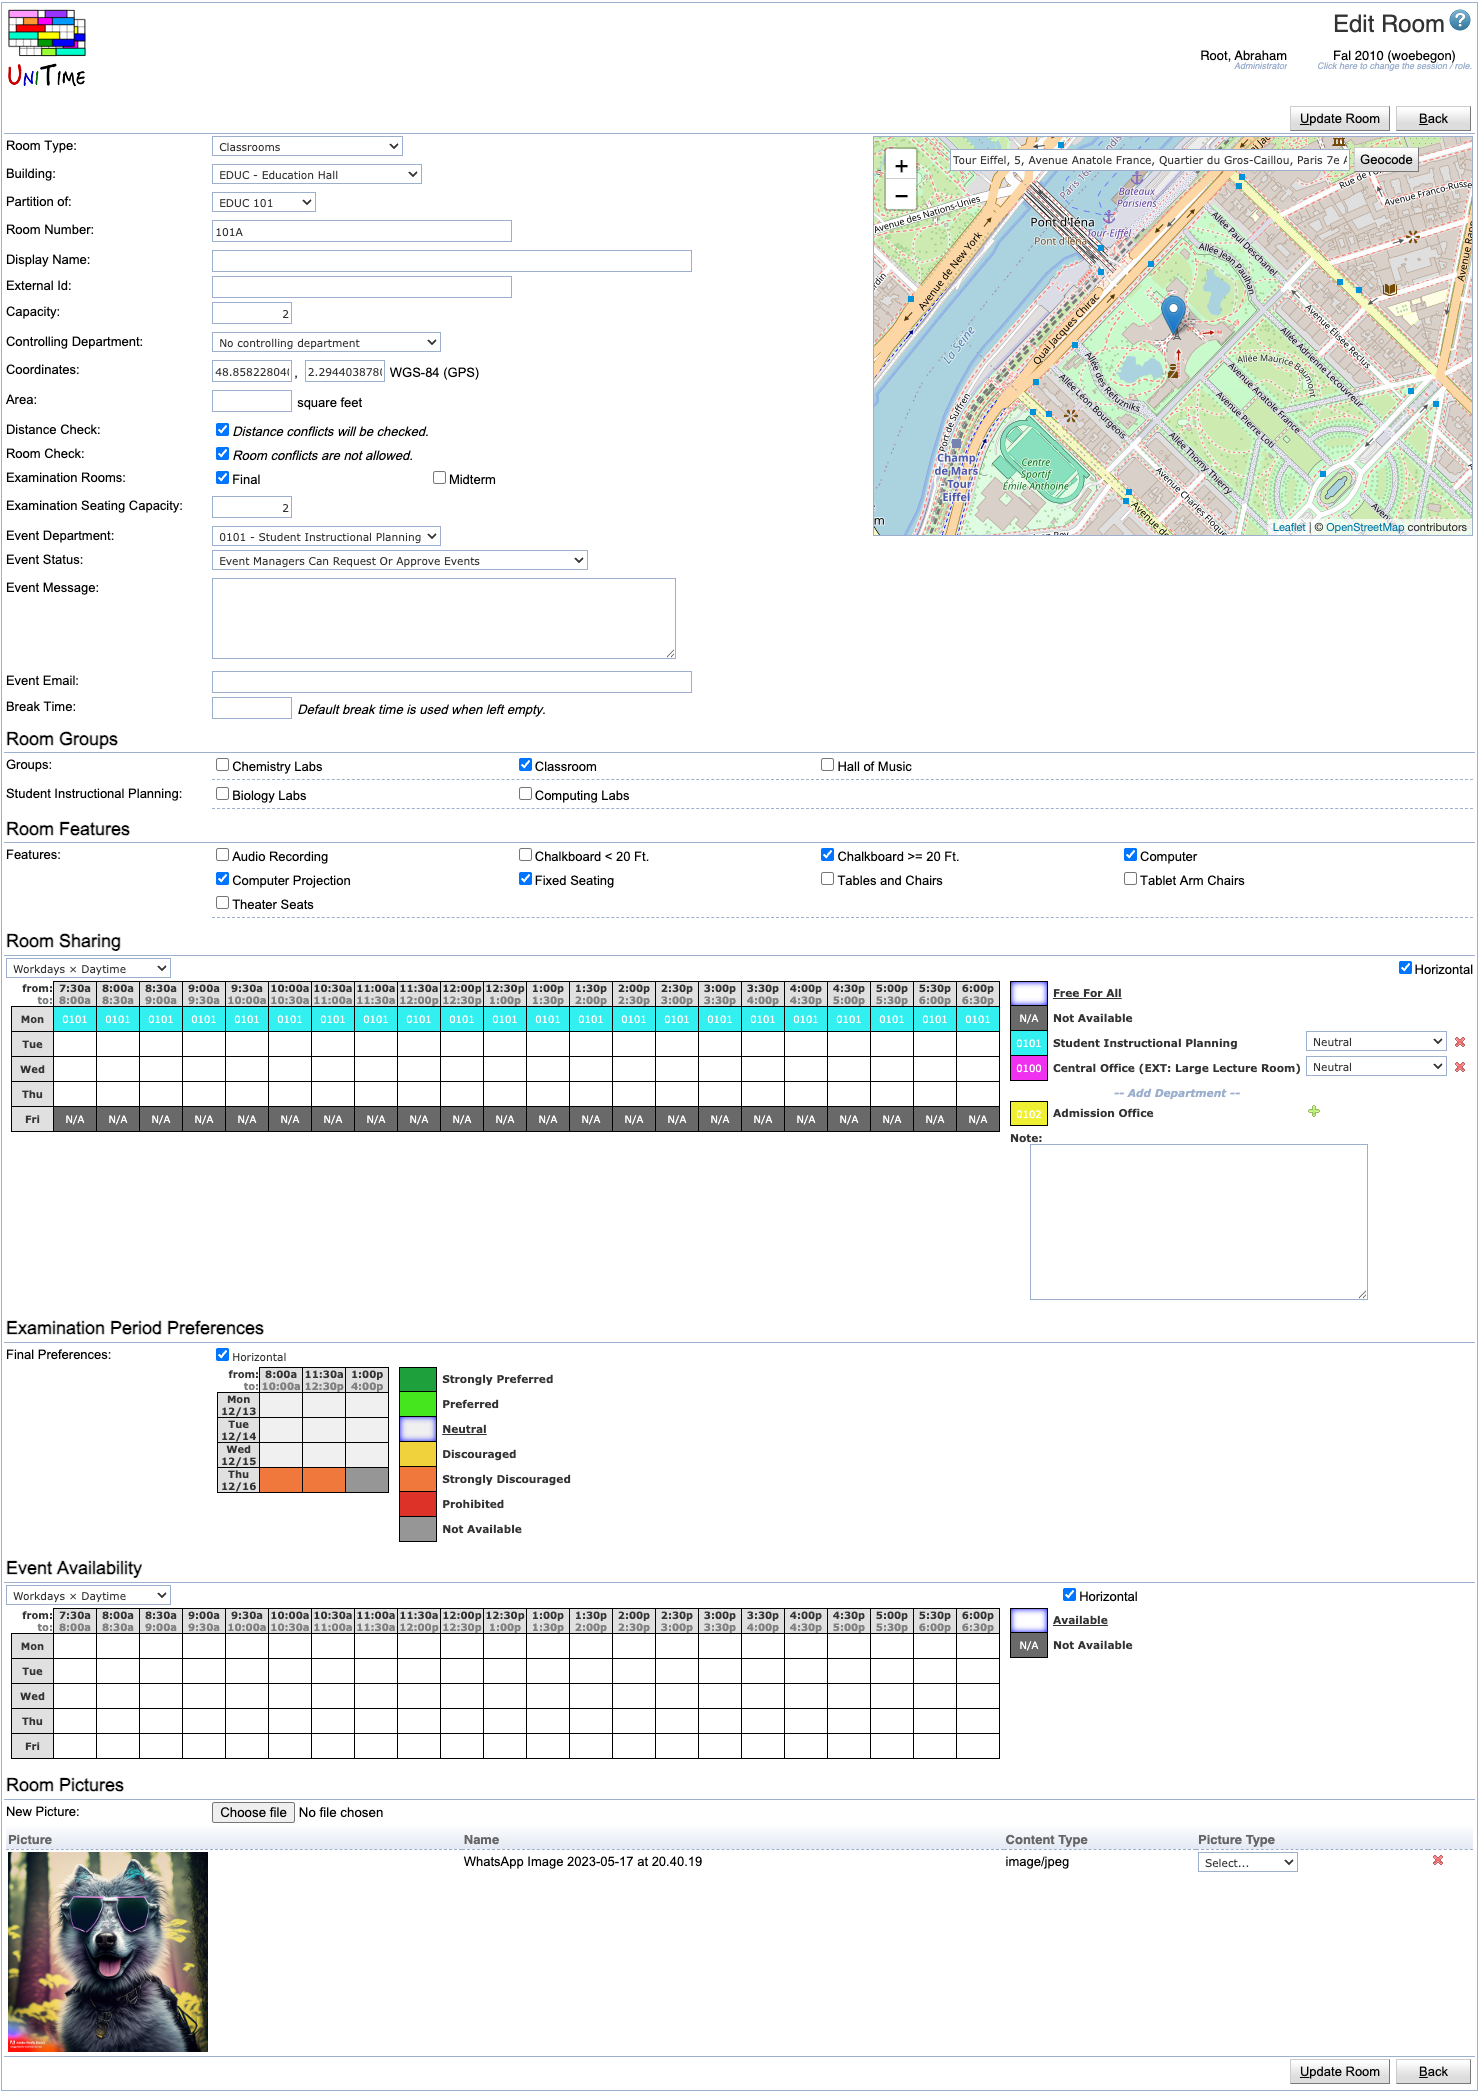 UniTime
Edit Room
Root, Abraham
Administrator
Fal 2010 (woebegon)
Click here to change the session / role.
Update Room
Back
Room Type: Classrooms
Building: EDUC - Education Hall
Partition of: EDUC 101
Room Number: 101A
Display Name:
External Id:
Capacity: 2
Controlling Department: No controlling department
Coordinates: 48.85822804 , 2.294403878 WGS-84 (GPS)
Area: square feet
Distance Check: Distance conflicts will be checked.
Room Check: Room conflicts are not allowed.
Examination Rooms: Final Midterm
Examination Seating Capacity: 2
Event Department: 0101 - Student Instructional Planning
Event Status: Event Managers Can Request Or Approve Events
Event Message:
Event Email:
Break Time: Default break time is used when left empty.
+
−
Tour Eiffel, 5, Avenue Anatole France, Quartier du Gros-Caillou, Paris 7e
Geocode
Avenue des Nations-Unies
Avenue de New York
Bateaux
Parisiens
Tour-Eiffel
Pont d'Iéna
Pont d'Iéna
Rue de l'
Avenue Franco-Russe
Allée Paul Deschanel
Allée Jean Paulhan
La Seine
Quai Jacques Chirac
Port de Suffren
Allée des Refuzniks
Allée Léon Bourgeois
Allée Maurice Baumont
Allée Adrienne Lecouvreur
Avenue Élisée Reclus
Avenue Anatole France
Avenue Pierre Loti
Allée Thomy Thierry
Avenue Charles Floquet
Champ
de Mars
Tour
Eiffel
Centre
Sportif
Émile Anthoine
m
Leaflet | © OpenStreetMap contributors
Room Groups
Groups: Chemistry Labs Classroom Hall of Music
Student Instructional Planning: Biology Labs Computing Labs
Room Features
Features: Audio Recording Chalkboard < 20 Ft. Chalkboard >= 20 Ft. Computer
Computer Projection Fixed Seating Tables and Chairs Tablet Arm Chairs
Theater Seats
Room Sharing
Workdays × Daytime
Horizontal
from: 7:30a 8:00a 8:30a 9:00a 9:30a 10:00a 10:30a 11:00a 11:30a 12:00p 12:30p 1:00p 1:30p 2:00p 2:30p 3:00p 3:30p 4:00p 4:30p 5:00p 5:30p 6:00p
to: 8:00a 8:30a 9:00a 9:30a 10:00a 10:30a 11:00a 11:30a 12:00p 12:30p 1:00p 1:30p 2:00p 2:30p 3:00p 3:30p 4:00p 4:30p 5:00p 5:30p 6:00p 6:30p
Mon 0101 0101 0101 0101 0101 0101 0101 0101 0101 0101 0101 0101 0101 0101 0101 0101 0101 0101 0101 0101 0101 0101
Tue
Wed
Thu
Fri N/A N/A N/A N/A N/A N/A N/A N/A N/A N/A N/A N/A N/A N/A N/A N/A N/A N/A N/A N/A N/A N/A
Free For All
N/A Not Available
0101 Student Instructional Planning Neutral
0100 Central Office (EXT: Large Lecture Room) Neutral
-- Add Department --
0102 Admission Office
Note:
Examination Period Preferences
Final Preferences: Horizontal
from: 8:00a 11:30a 1:00p
to: 10:00a 12:30p 4:00p
Mon
12/13
Tue
12/14
Wed
12/15
Thu
12/16
Strongly Preferred
Preferred
Neutral
Discouraged
Strongly Discouraged
Prohibited
Not Available
Event Availability
Workdays × Daytime
Horizontal
from: 7:30a 8:00a 8:30a 9:00a 9:30a 10:00a 10:30a 11:00a 11:30a 12:00p 12:30p 1:00p 1:30p 2:00p 2:30p 3:00p 3:30p 4:00p 4:30p 5:00p 5:30p 6:00p
to: 8:00a 8:30a 9:00a 9:30a 10:00a 10:30a 11:00a 11:30a 12:00p 12:30p 1:00p 1:30p 2:00p 2:30p 3:00p 3:30p 4:00p 4:30p 5:00p 5:30p 6:00p 6:30p
Mon
Tue
Wed
Thu
Fri
Available
N/A Not Available
Room Pictures
New Picture: Choose file No file chosen
Picture Name Content Type Picture Type
WhatsApp Image 2023-05-17 at 20.40.19 image/jpeg Select...
Update Room
Back